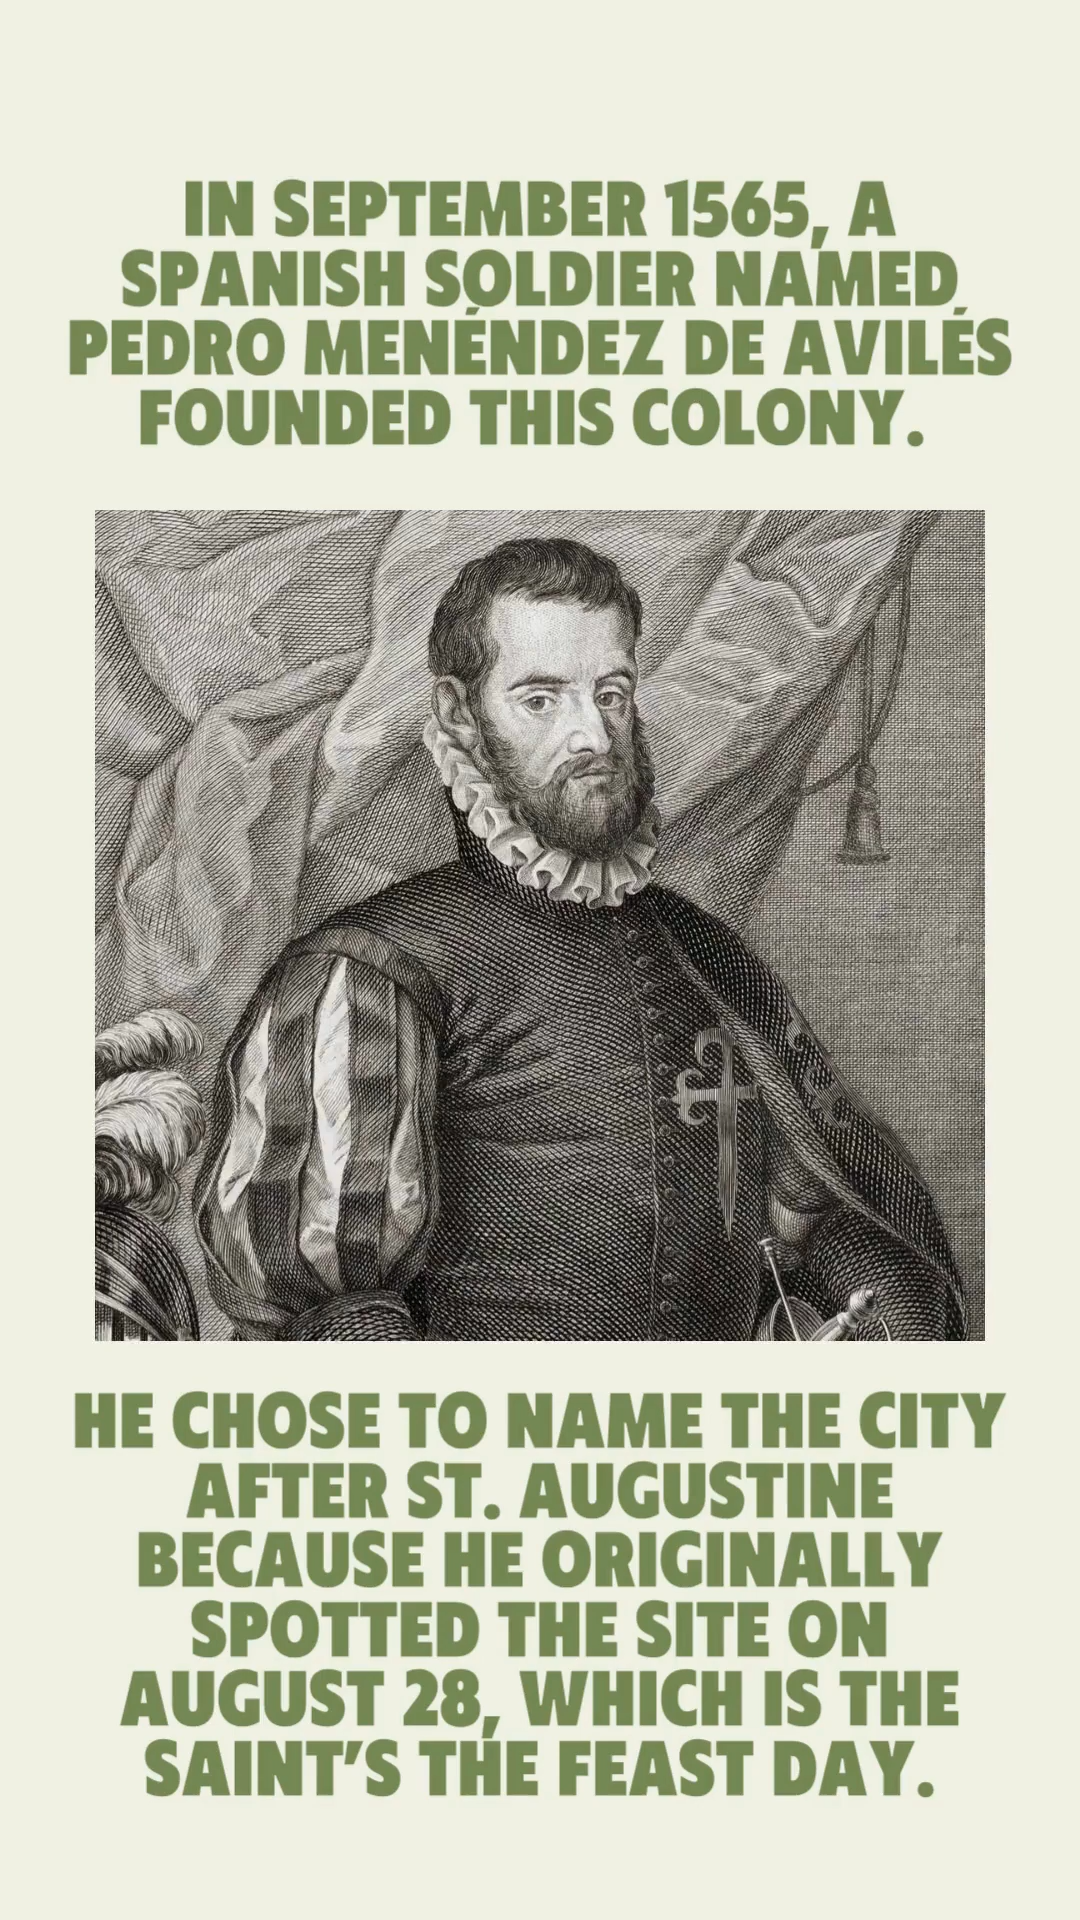 IN SEPTEMBER 1565, A
SPANISH SOLDIER NAMED
PEDRO MENÉNDEZ DE AVILÉS
FOUNDED THIS COLONY.
HE CHOSE TO NAME THE CITY
AFTER ST. AUGUSTINE
BECAUSE HE ORIGINALLY
SPOTTED THE SITE ON
AUGUST 28, WHICH IS THE
SAINT'S THE FEAST DAY.